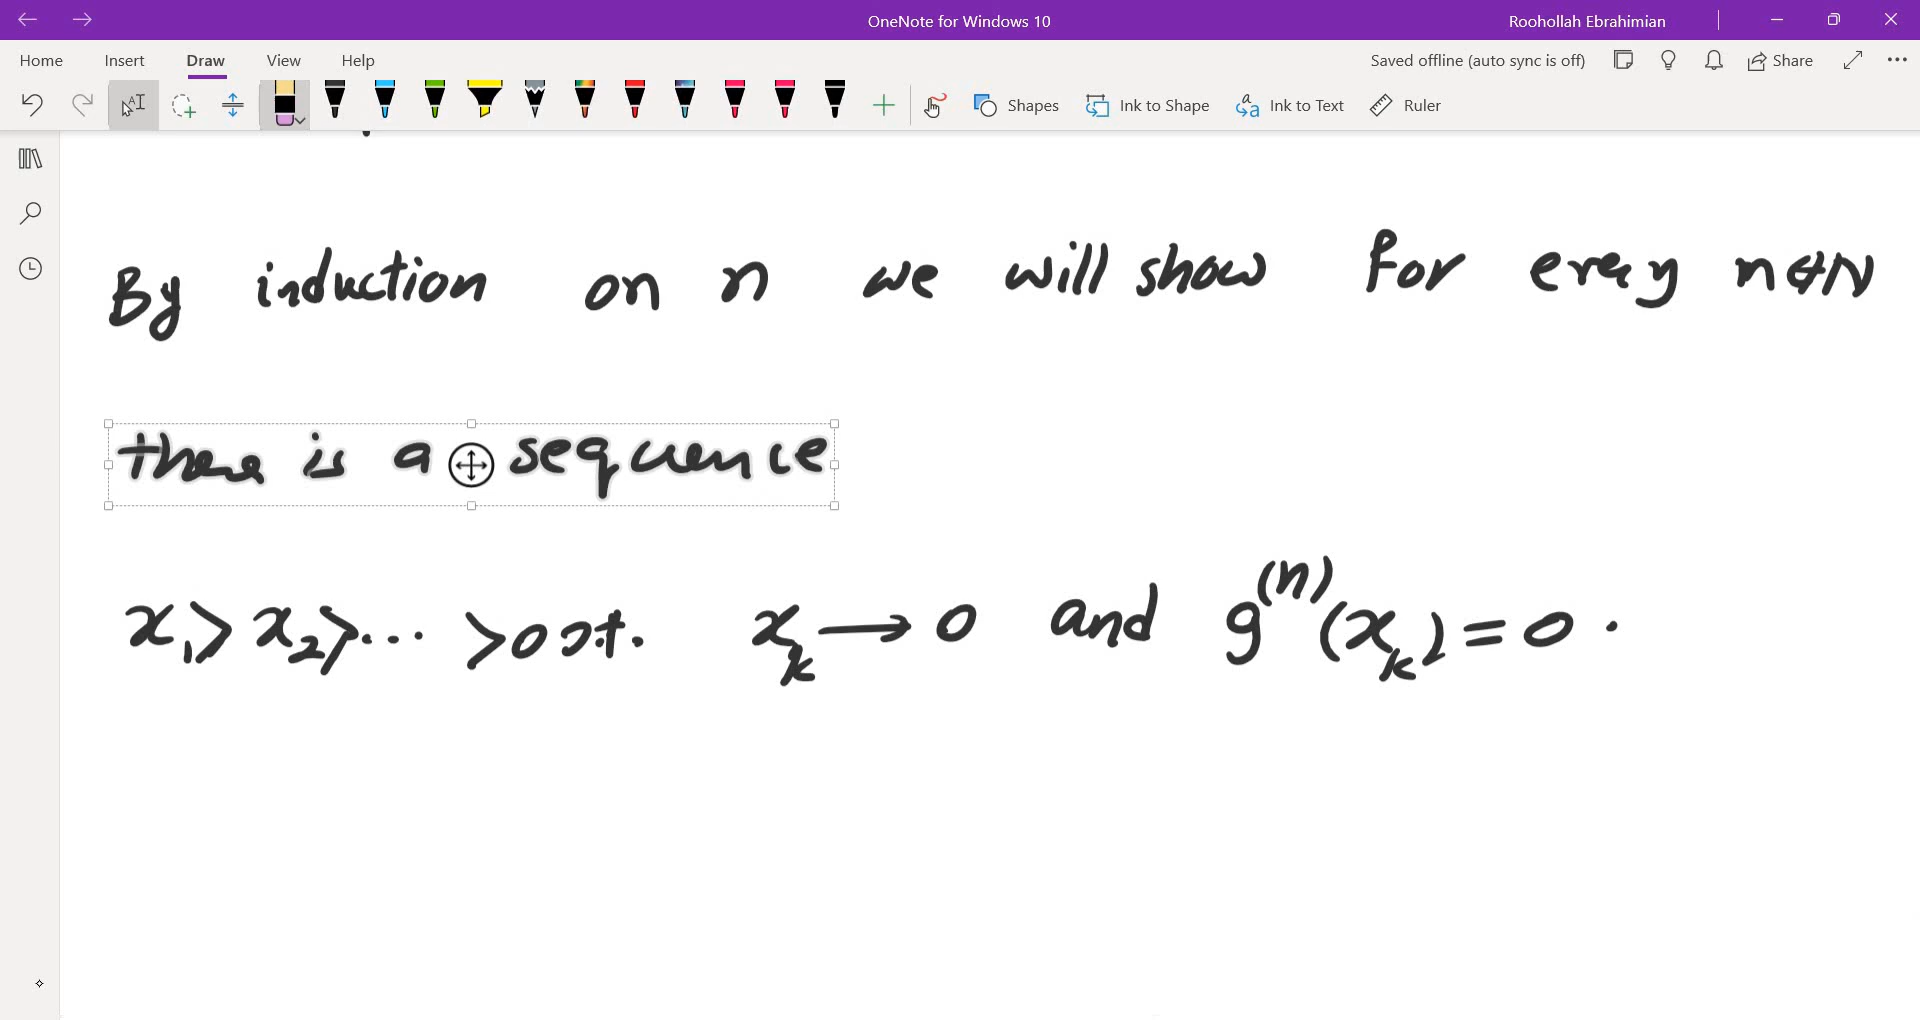 OneNote for Windows 10
Roohollah Ebrahimian
Home Insert Draw View Help
Saved offline (auto sync is off) Share
Shapes Ink to Shape Ink to Text Ruler
By induction on n we will show for every n∈ℕ
there is a sequence
x₁> x₂>... >0 s.t. xₖ → 0 and g⁽ⁿ⁾(xₖ) = 0 .